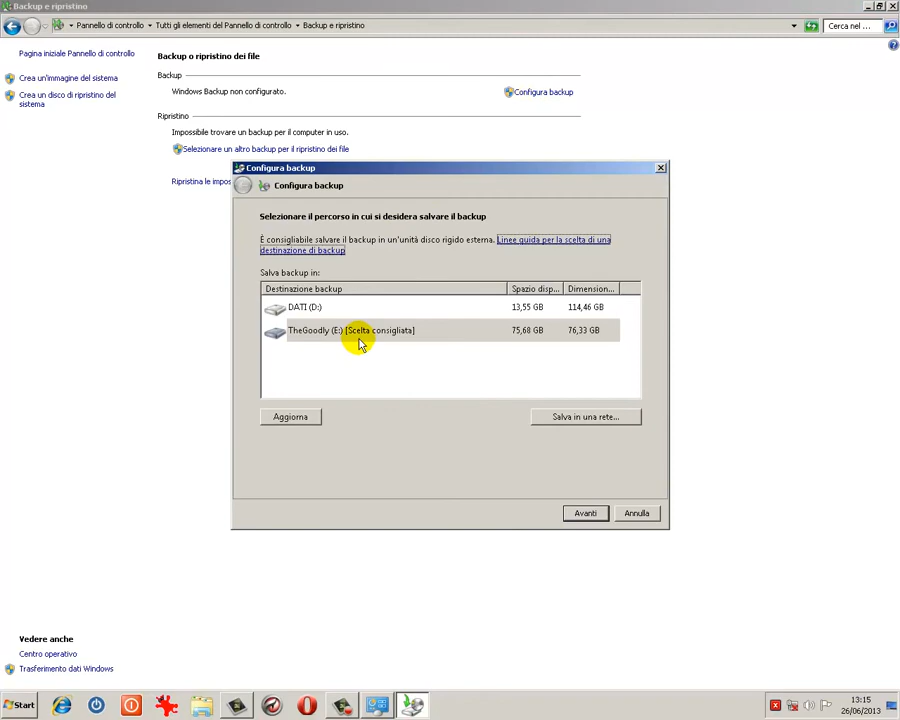 Backup e ripristino
Pannello di controllo Tutti gli elementi del Pannello di controllo Backup e ripristino
Cerca nel ...
Pagina iniziale Pannello di controllo
Crea un'immagine del sistema
Crea un disco di ripristino del
sistema
Backup o ripristino dei file
Backup
Windows Backup non configurato.
Configura backup
Ripristino
Impossibile trovare un backup per il computer in uso.
Selezionare un altro backup per il ripristino dei file
Ripristina le impos
Configura backup
Configura backup
Selezionare il percorso in cui si desidera salvare il backup
È consigliabile salvare il backup in un'unità disco rigido esterna. Linee guida per la scelta di una
destinazione di backup
Salva backup in:
Destinazione backup Spazio disp... Dimension...
DATI (D:) 13,55 GB 114,46 GB
TheGoodly (E:) [Scelta consigliata] 75,68 GB 76,33 GB
Aggiorna Salva in una rete...
Avanti Annulla
Vedere anche
Centro operativo
Trasferimento dati Windows
Start
13:15
26/06/2013